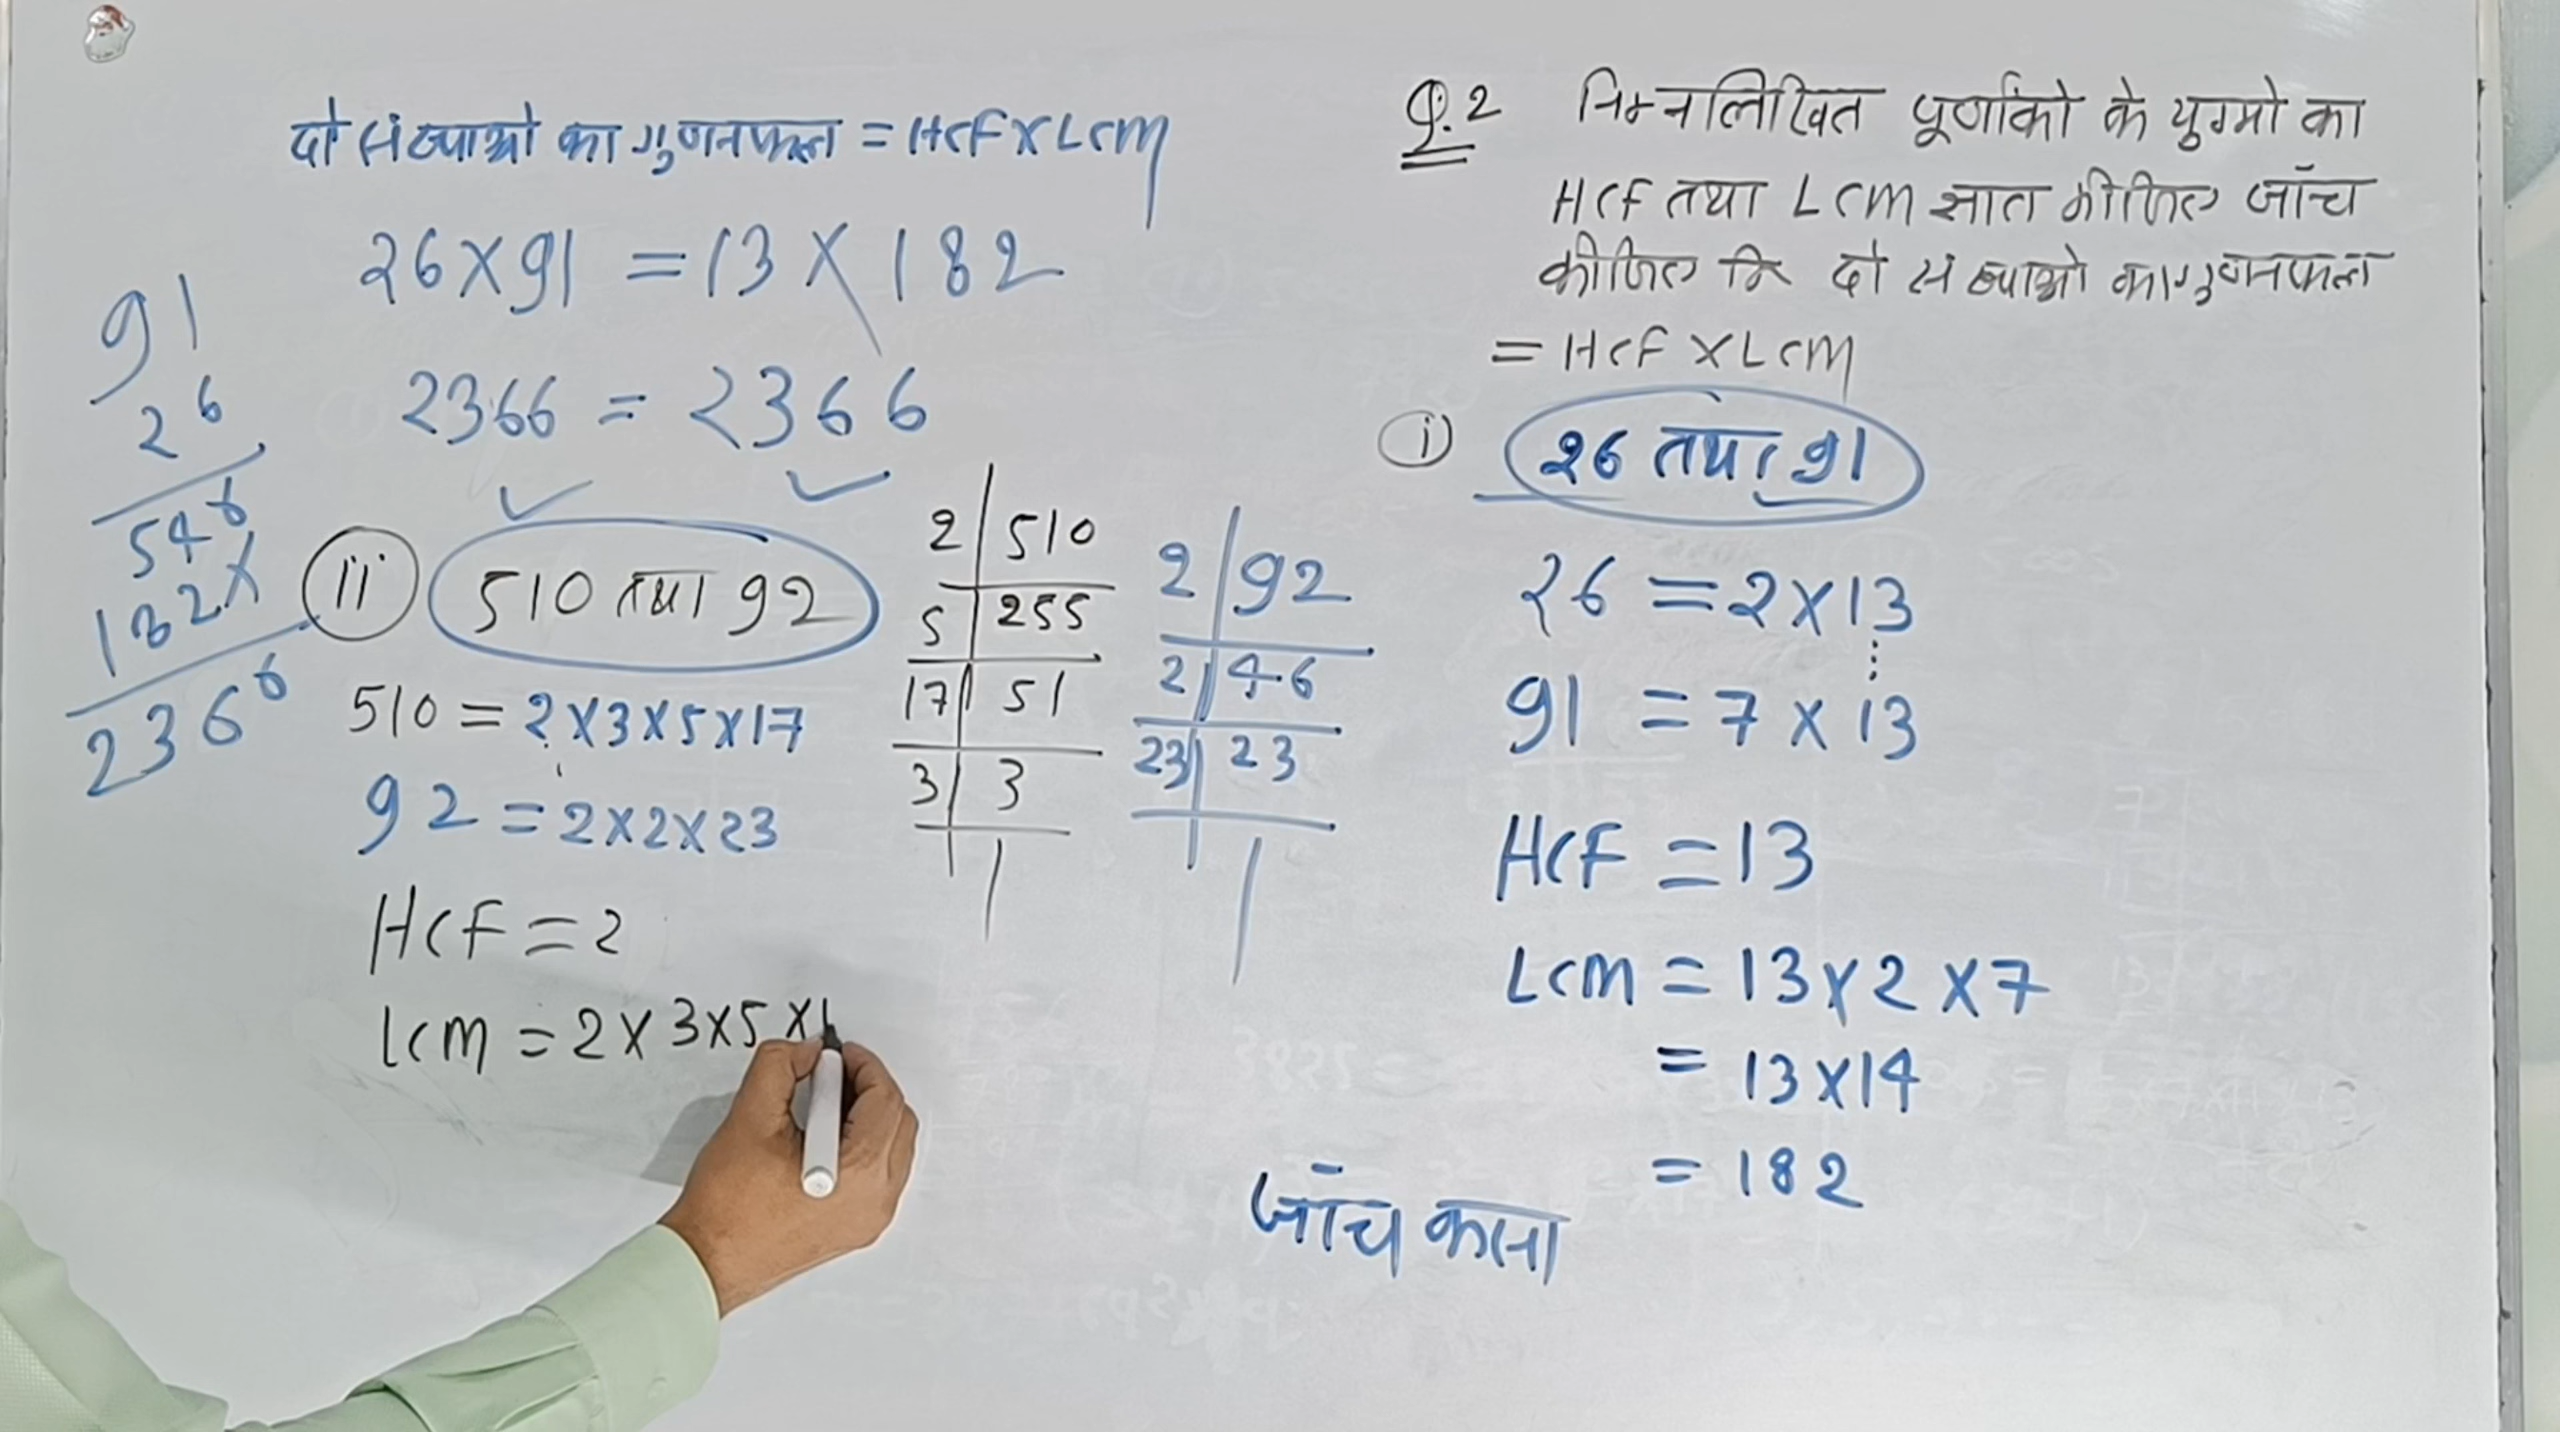 Q.2 निम्नलिखित पूर्णांको के युग्मो का
HCF तथा LCM ज्ञात कीजिए जाँच
कीजिए कि दो संख्याओ का गुणनफल
= HCF X LCM
i) 26 तथा 91
26 = 2 X 13
91 = 7 X 13
HCF = 13
LCM = 13 X 2 X 7
= 13 X 14
= 182
जाँच करना
दो संख्याओ का गुणनफल = HCF X LCM
26 X 91 = 13 X 182
2366 = 2366
91
26
546
182X
2366
ii 510 तथा 92
510 = 2 X 3 X 5 X 17
92 = 2 X 2 X 23
HCF = 2
LCM = 2 X 3 X 5 X 1
2 510
5 255
17 51
3 3
1
2 92
2 46
23 23
1